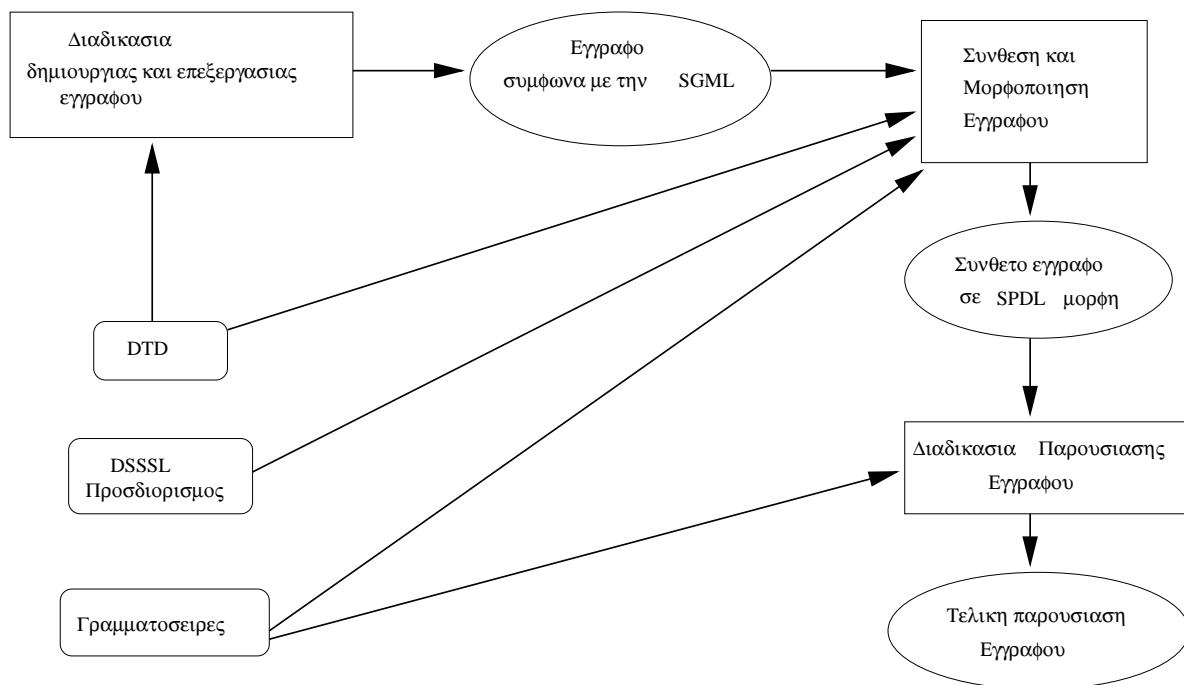 Διαδικασια
δημιουργιας και επεξεργασιας
εγγραφου
Εγγραφο
συμφωνα με την SGML
Συνθεση και
Μορφοποιηση
Εγγραφου
Συνθετο εγγραφο
σε SPDL μορφη
DTD
DSSSL
Προσδιορισμος
Διαδικασια Παρουσιασης
Εγγραφου
Γραμματοσειρες
Τελικη παρουσιαση
Εγγραφου